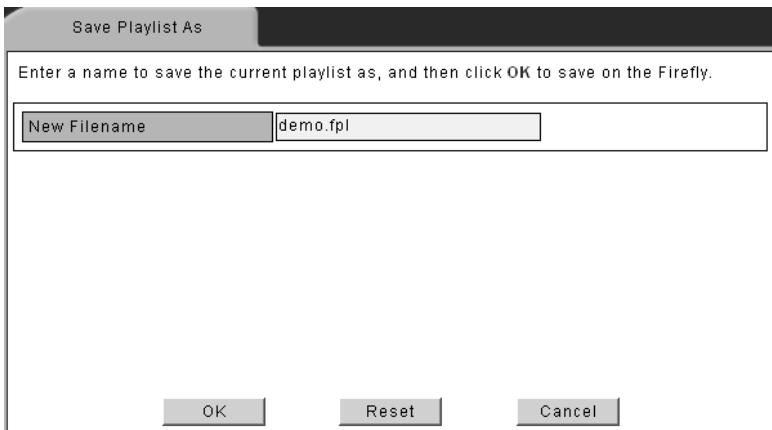 Save Playlist As
Enter a name to save the current playlist as, and then click OK to save on the Firefly.
New Filename demo.fpl
OK Reset Cancel